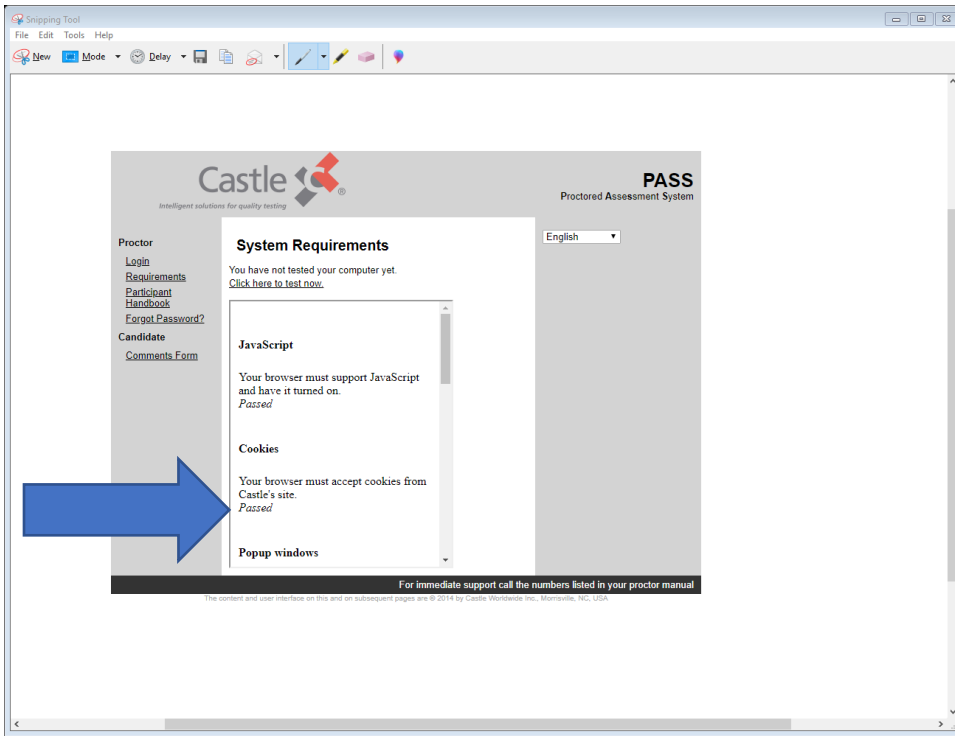 Snipping Tool
File Edit Tools Help
New Mode Delay
Castle ®
Intelligent solutions for quality testing
PASS
Proctored Assessment System
English
Proctor
Login
Requirements
Participant
Handbook
Forgot Password?
Candidate
Comments Form
System Requirements
You have not tested your computer yet.
Click here to test now.
JavaScript
Your browser must support JavaScript
and have it turned on.
Passed
Cookies
Your browser must accept cookies from
Castle's site.
Passed
Popup windows
For immediate support call the numbers listed in your proctor manual
The content and user interface on this and on subsequent pages are © 2014 by Castle Worldwide Inc., Morrisville, NC, USA